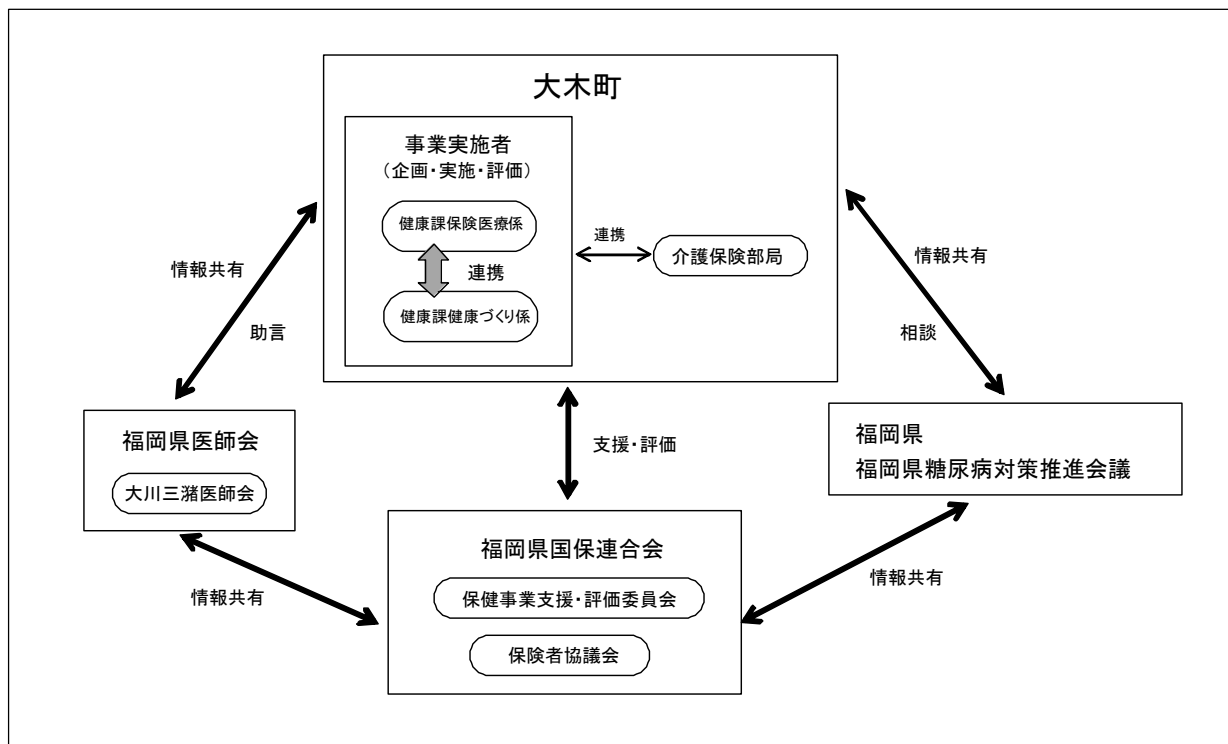 大木町
事業実施者
（企画・実施・評価）
健康課保険医療係
連携
健康課健康づくり係
連携
介護保険部局
情報共有
助言
情報共有
相談
支援・評価
福岡県医師会
大川三潴医師会
福岡県
福岡県糖尿病対策推進会議
福岡県国保連合会
保健事業支援・評価委員会
保険者協議会
情報共有
情報共有